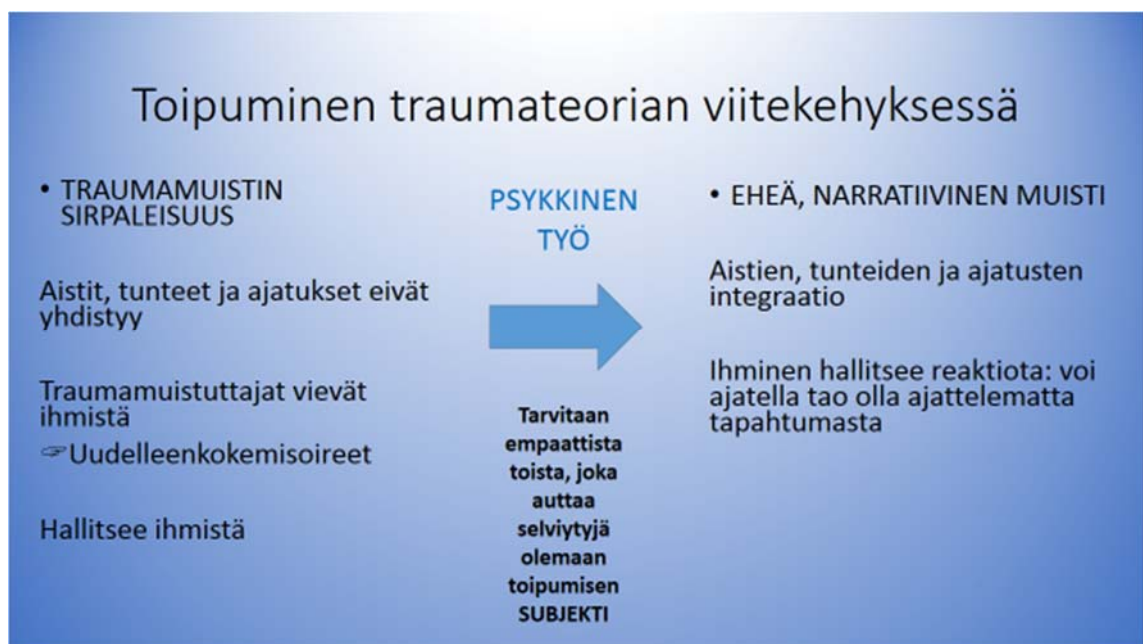 Toipuminen traumateorian viitekehyksessä
• TRAUMAMUISTIN
SIRPALEISUUS
Aistit, tunteet ja ajatukset eivät
yhdistyy
Traumamuistuttajat vievät
ihmistä
☞Uudelleenkokemisoireet
Hallitsee ihmistä
PSYKKINEN
TYÖ
Tarvitaan
empaattista
toista, joka
auttaa
selviytyjä
olemaan
toipumisen
SUBJEKTI
• EHEÄ, NARRATIIVINEN MUISTI
Aistien, tunteiden ja ajatusten
integraatio
Ihminen hallitsee reaktiota: voi
ajatella tao olla ajattelematta
tapahtumasta